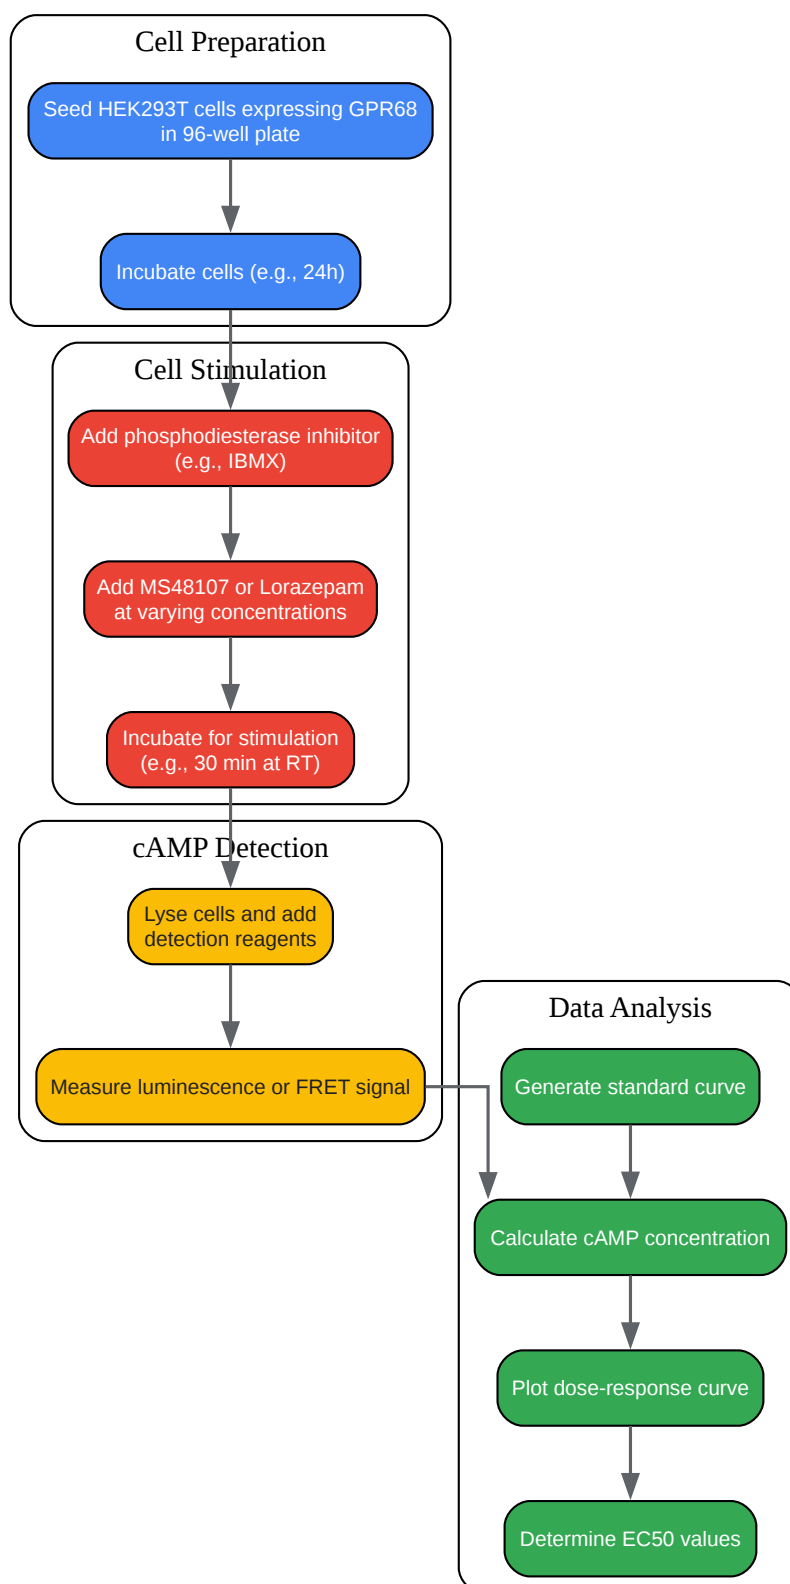 Cell Preparation
Seed HEK293T cells expressing GPR68
in 96-well plate
Incubate cells (e.g., 24h)
Cell Stimulation
Add phosphodiesterase inhibitor
(e.g., IBMX)
Add MS48107 or Lorazepam
at varying concentrations
Incubate for stimulation
(e.g., 30 min at RT)
cAMP Detection
Lyse cells and add
detection reagents
Measure luminescence or FRET signal
Data Analysis
Generate standard curve
Calculate cAMP concentration
Plot dose-response curve
Determine EC50 values